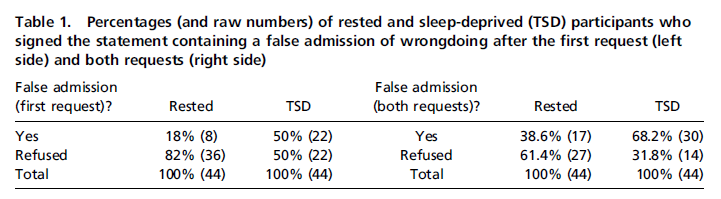 Table 1. Percentages (and raw numbers) of rested and sleep-deprived (TSD) participants who
signed the statement containing a false admission of wrongdoing after the first request (left
side) and both requests (right side)
False admission False admission
(first request)? Rested TSD (both requests)? Rested TSD
Yes 18% (8) 50% (22) Yes 38.6% (17) 68.2% (30)
Refused 82% (36) 50% (22) Refused 61.4% (27) 31.8% (14)
Total 100% (44) 100% (44) Total 100% (44) 100% (44)